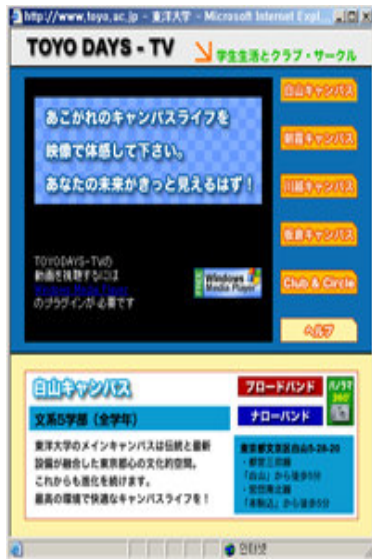 http://www.toyo.ac.jp - 東洋大学 - Microsoft Internet Expl...
TOYO DAYS - TV
学生生活とクラブ・サークル
あこがれのキャンパスライフを
映像で体感して下さい。
あなたの未来がきっと見えるはず！
白山キャンパス
朝霞キャンパス
川越キャンパス
板倉キャンパス
Club & Circle
ヘルプ
TOYODAYS-TVの
動画を視聴するには
Windows Media Player
のプラグインが必要です
FREE
Windows
Media Player
白山キャンパス
文系5学部（全学年）
東洋大学のメインキャンパスは伝統と最新
設備が融合した東京都心の文化的空間。
これからも進化を続けます。
最高の環境で快適なキャンパスライフを！
ブロードバンド
ナローバンド
パノラマ
360°
東京都文京区白山5-28-20
・都営三田線
「白山」から徒歩5分
・営団南北線
「本駒込」から徒歩5分
인터넷